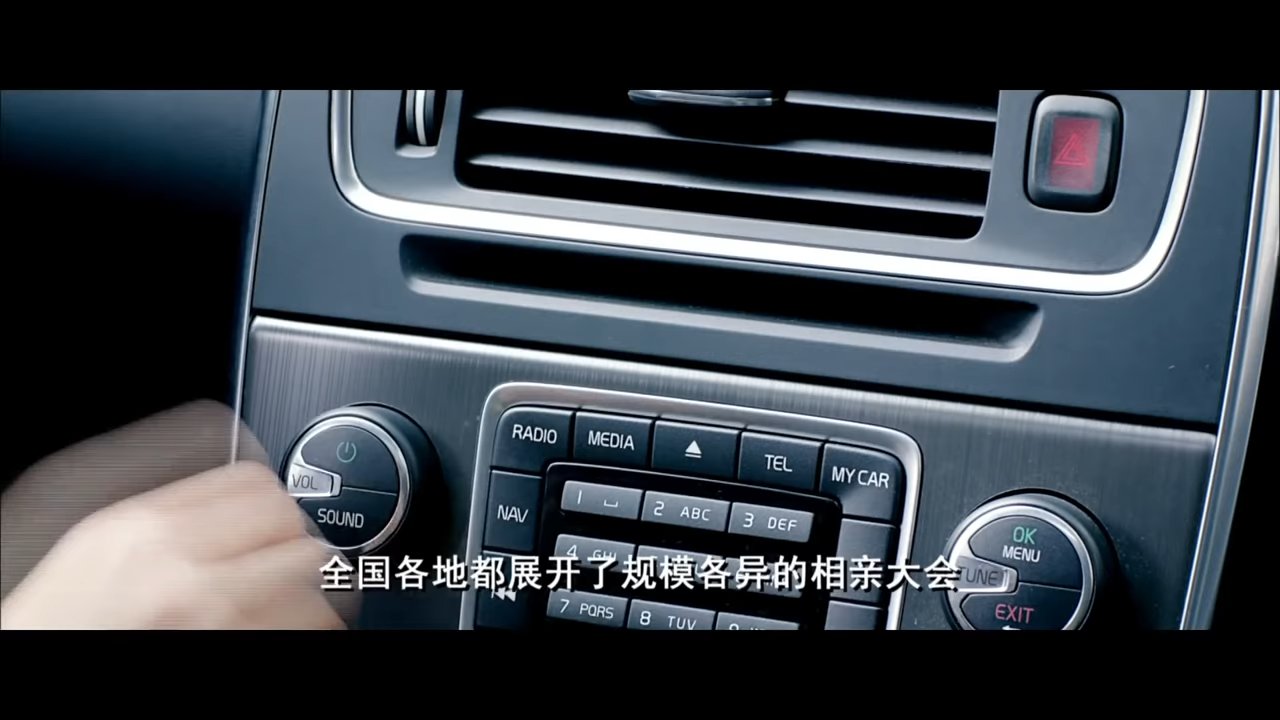 RADIO
MEDIA
TEL
MY CAR
VOL
SOUND
NAV
1
2 ABC
3 DEF
4 GHI
OK
MENU
TUNE
EXIT
全国各地都展开了规模各异的相亲大会
7 PQRS
8 TUV